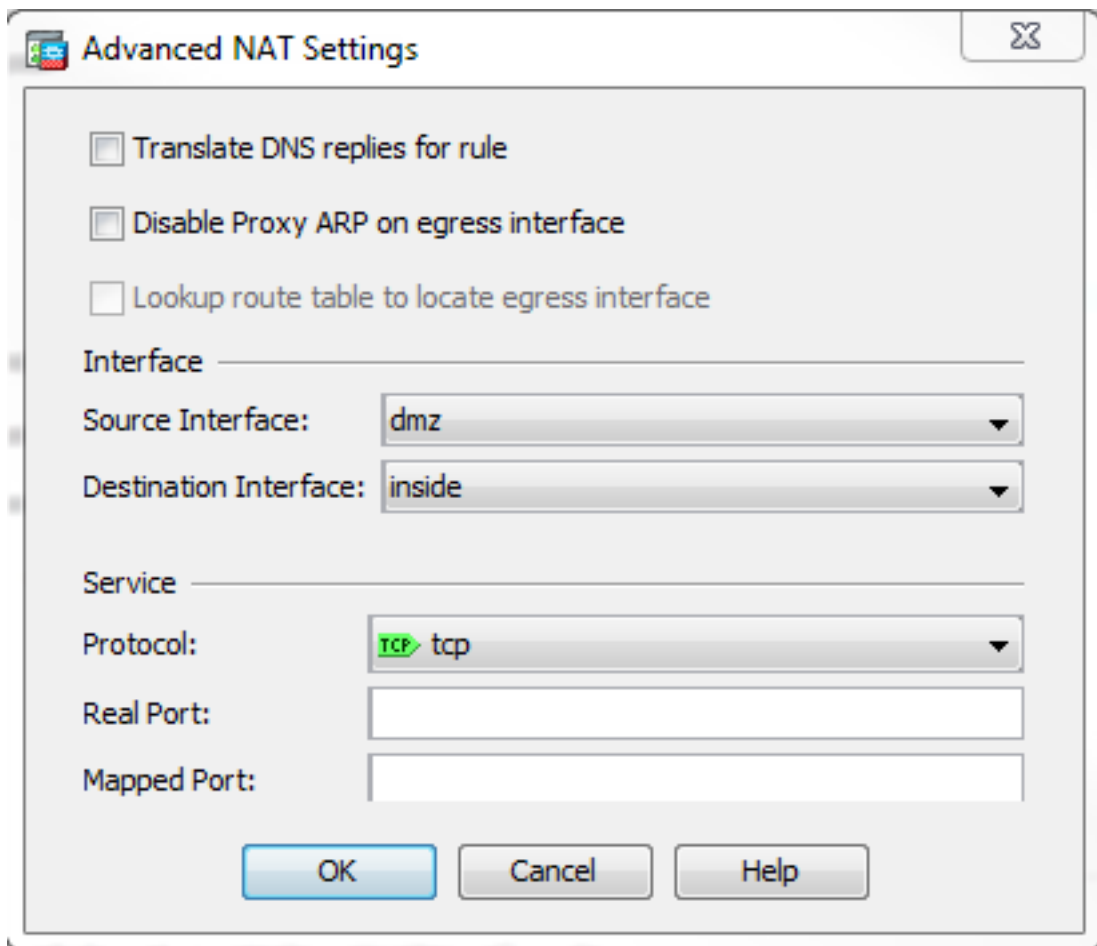 Advanced NAT Settings
Translate DNS replies for rule
Disable Proxy ARP on egress interface
Lookup route table to locate egress interface
Interface
Source Interface: dmz
Destination Interface: inside
Service
Protocol: TCP tcp
Real Port:
Mapped Port:
OK Cancel Help